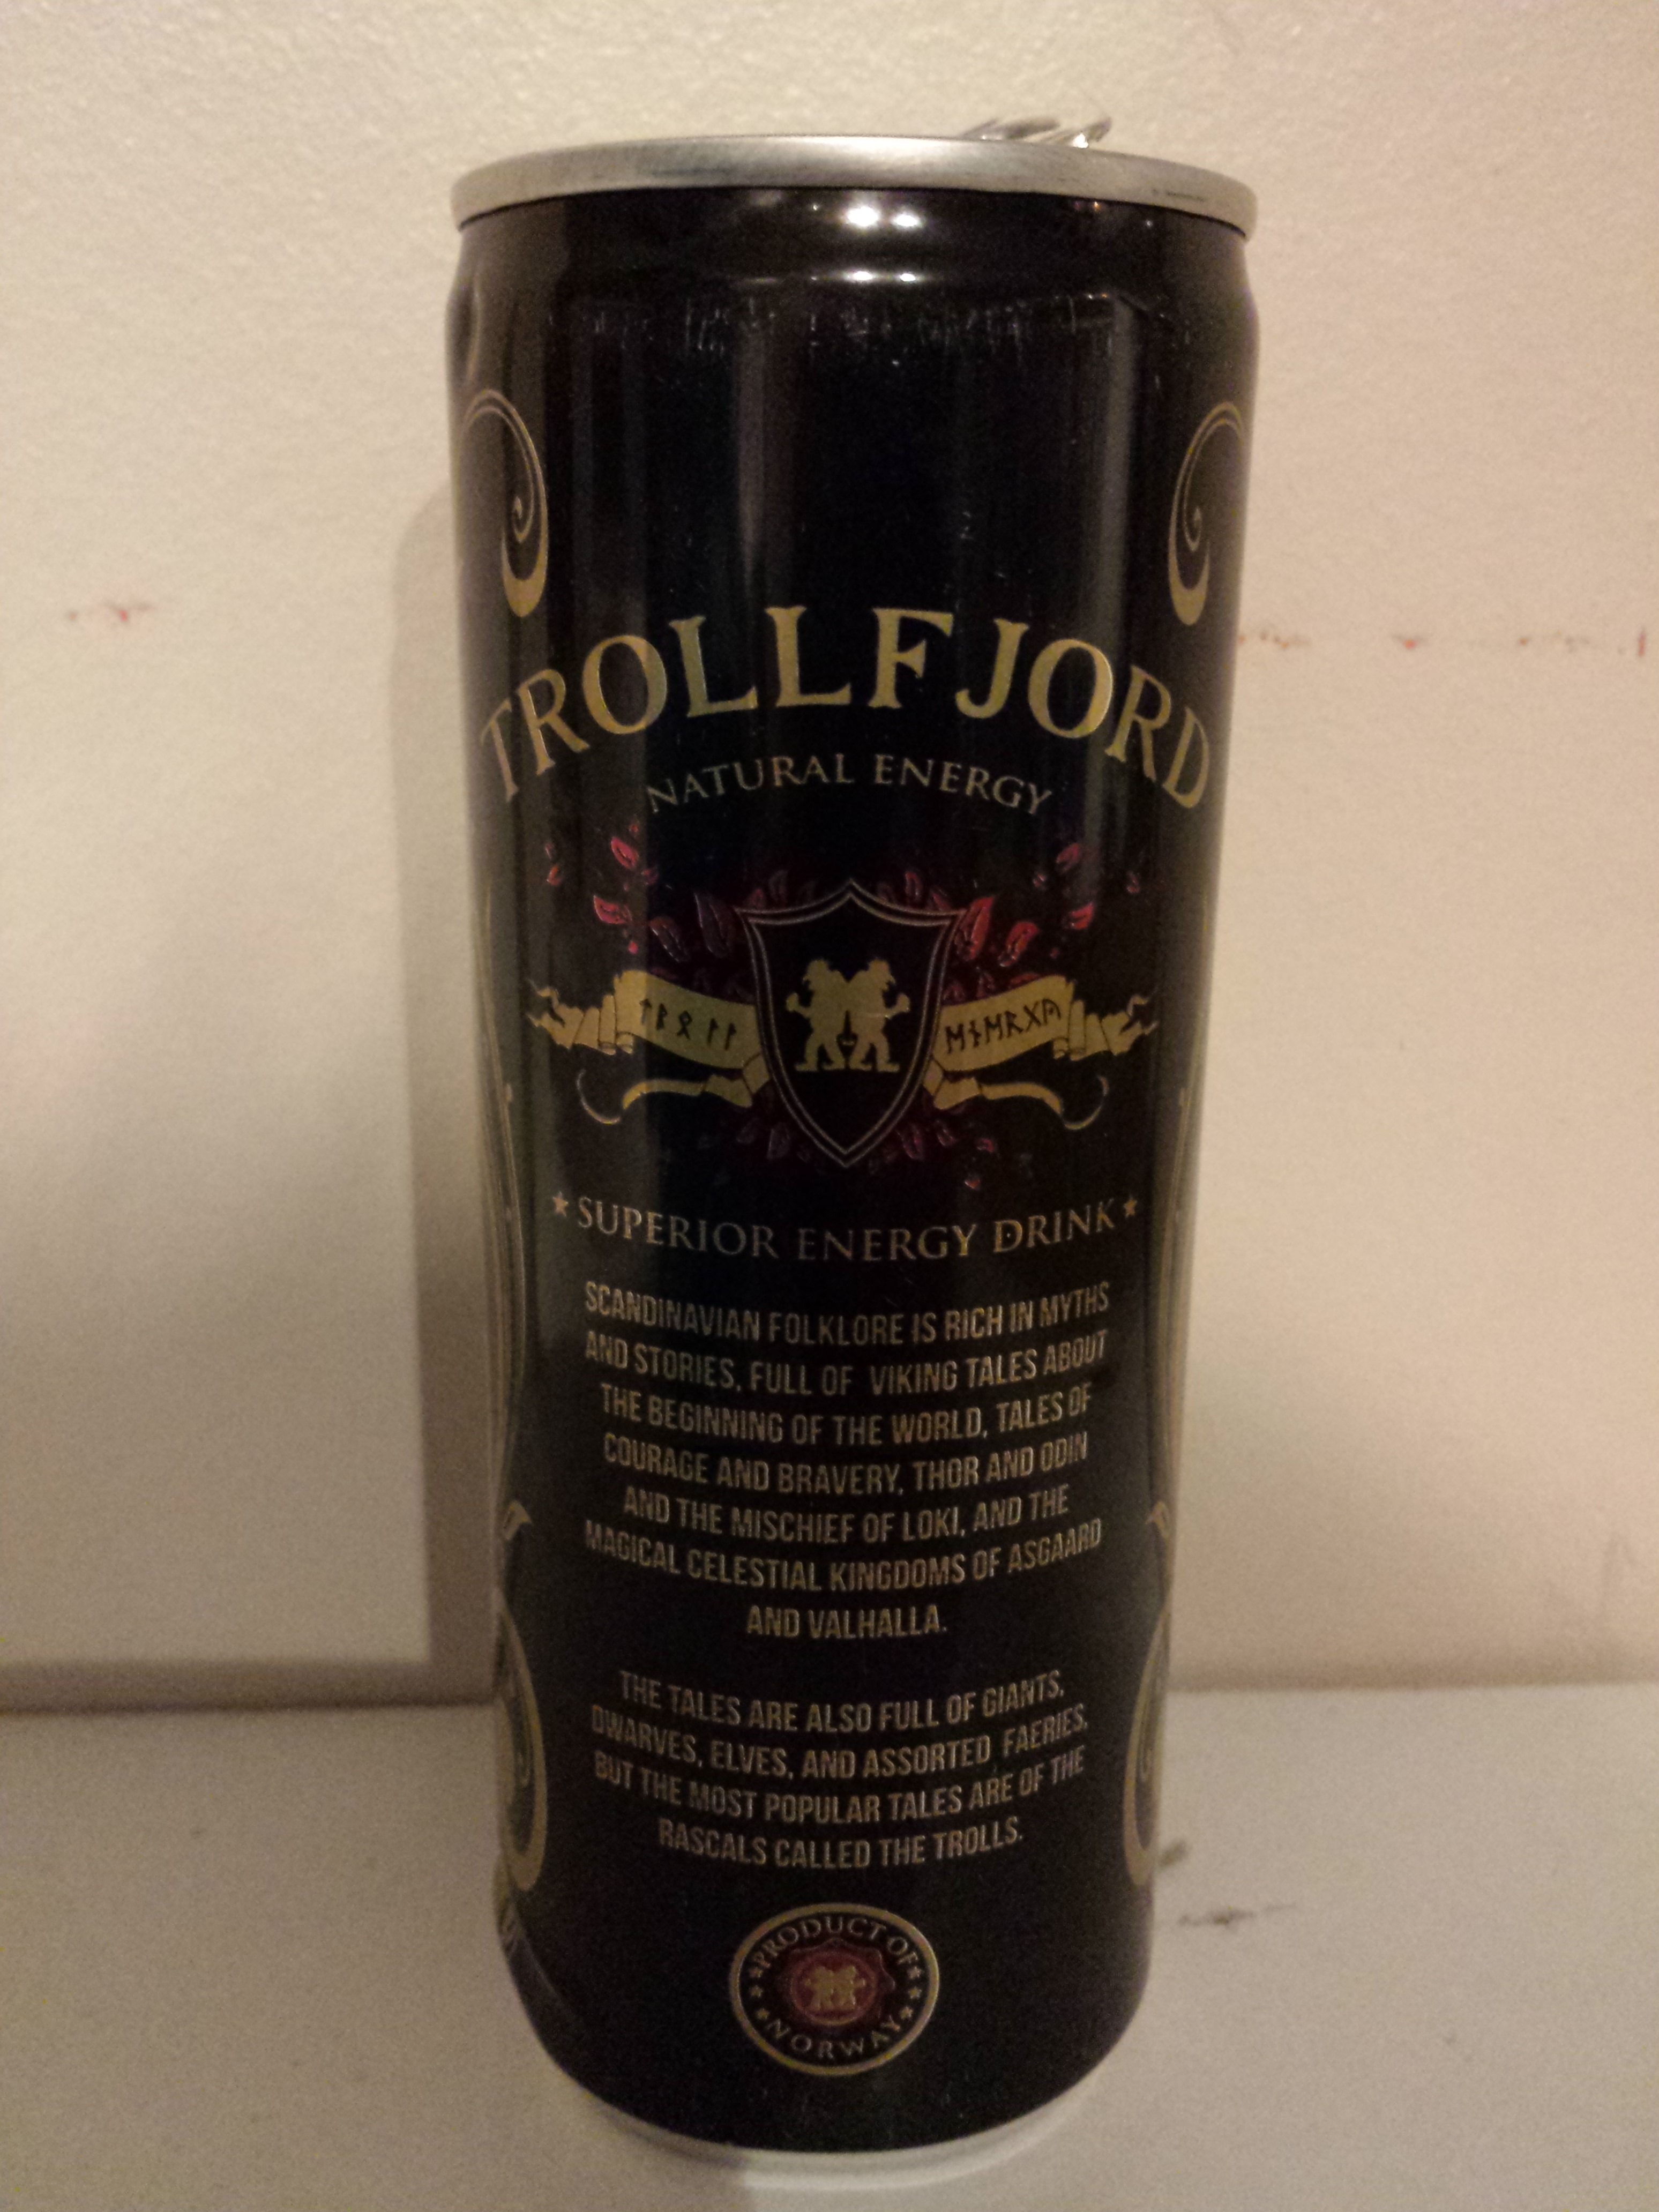 TROLLFJORD
NATURAL ENERGY
ᛏᚱᛟᛚᛚ ᛖᚾᛖᚱᚷᛗ
★ SUPERIOR ENERGY DRINK ★
SCANDINAVIAN FOLKLORE IS RICH IN MYTHS
AND STORIES, FULL OF VIKING TALES ABOUT
THE BEGINNING OF THE WORLD, TALES OF
COURAGE AND BRAVERY, THOR AND ODIN
AND THE MISCHIEF OF LOKI, AND THE
MAGICAL CELESTIAL KINGDOMS OF ASGAARD
AND VALHALLA.
THE TALES ARE ALSO FULL OF GIANTS,
DWARVES, ELVES, AND ASSORTED FAERIES,
BUT THE MOST POPULAR TALES ARE OF THE
RASCALS CALLED THE TROLLS.
PRODUCT OF
NORWAY